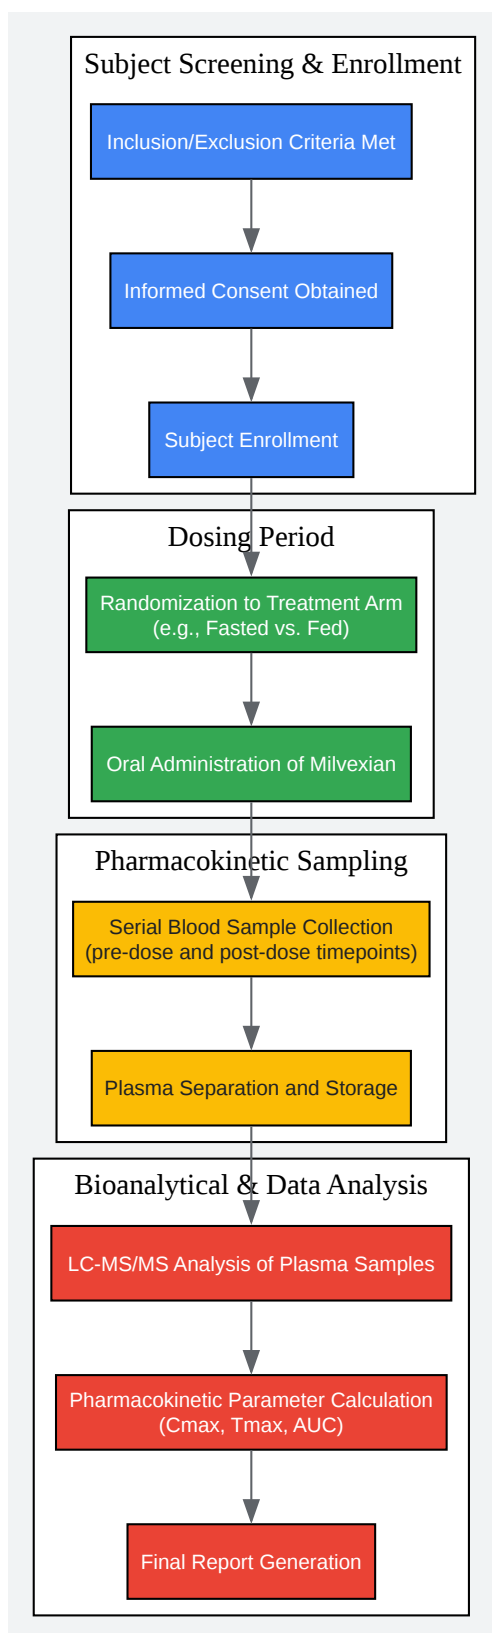 Subject Screening & Enrollment
Inclusion/Exclusion Criteria Met
Informed Consent Obtained
Subject Enrollment
Dosing Period
Randomization to Treatment Arm
(e.g., Fasted vs. Fed)
Oral Administration of Milvexian
Pharmacokinetic Sampling
Serial Blood Sample Collection
(pre-dose and post-dose timepoints)
Plasma Separation and Storage
Bioanalytical & Data Analysis
LC-MS/MS Analysis of Plasma Samples
Pharmacokinetic Parameter Calculation
(Cmax, Tmax, AUC)
Final Report Generation